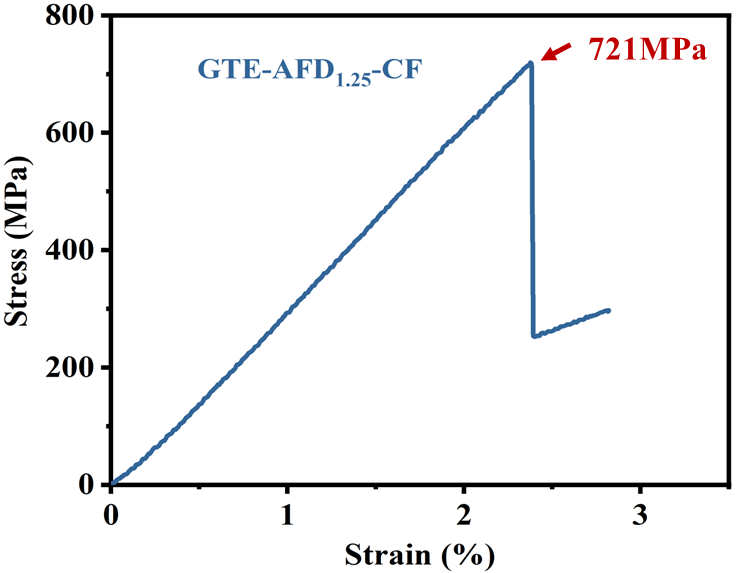 800
721MPa
GTE-AFD1.25-CF
600
Stress (MPa)
400
200
0
0 1 2 3
Strain (%)